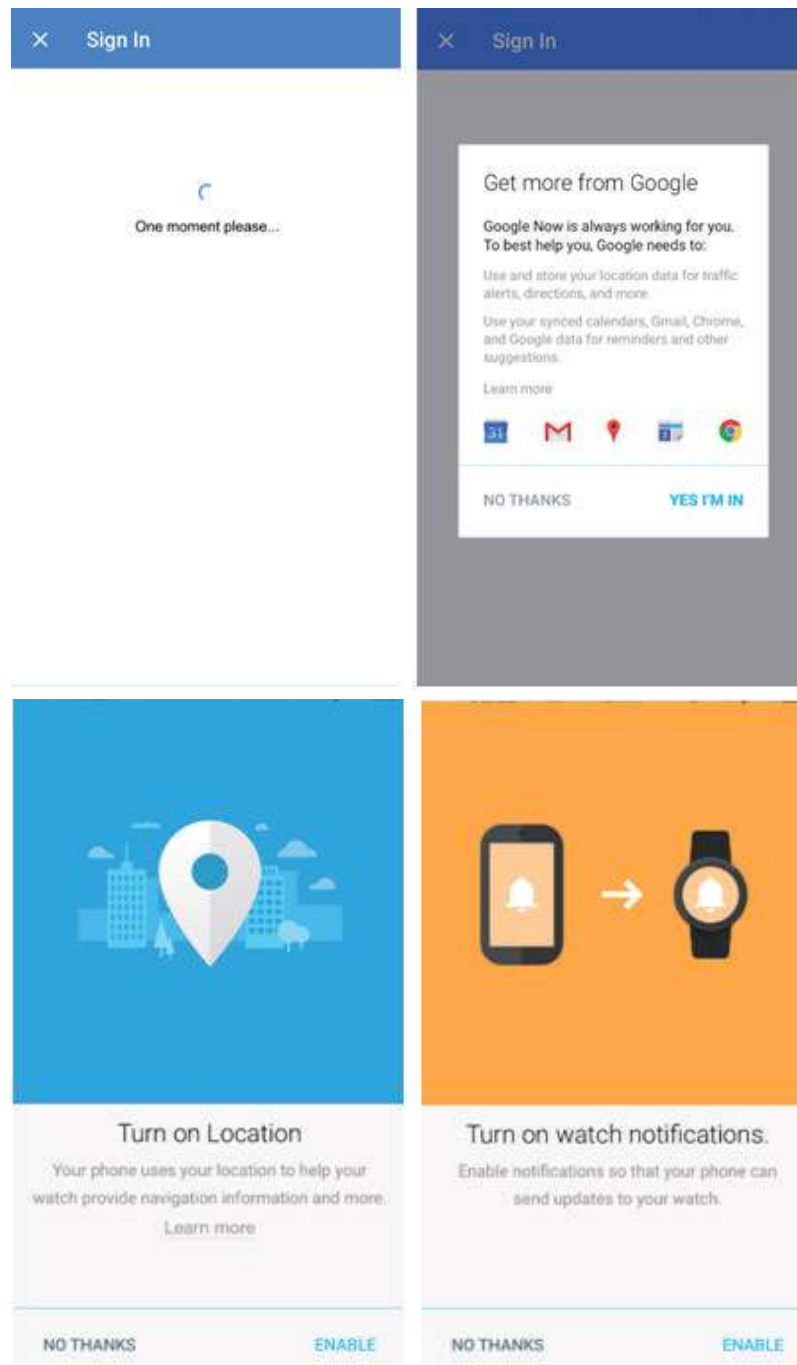 Sign In
One moment please...
Sign In
Get more from Google
Google Now is always working for you.
To best help you, Google needs to:
Use and store your location data for traffic
alerts, directions, and more.
Use your synced calendars, Gmail, Chrome,
and Google data for reminders and other
suggestions.
Learn more
31
NO THANKS
YES I'M IN
Turn on Location
Your phone uses your location to help your
watch provide navigation information and more.
Learn more
NO THANKS
ENABLE
Turn on watch notifications.
Enable notifications so that your phone can
send updates to your watch.
NO THANKS
ENABLE